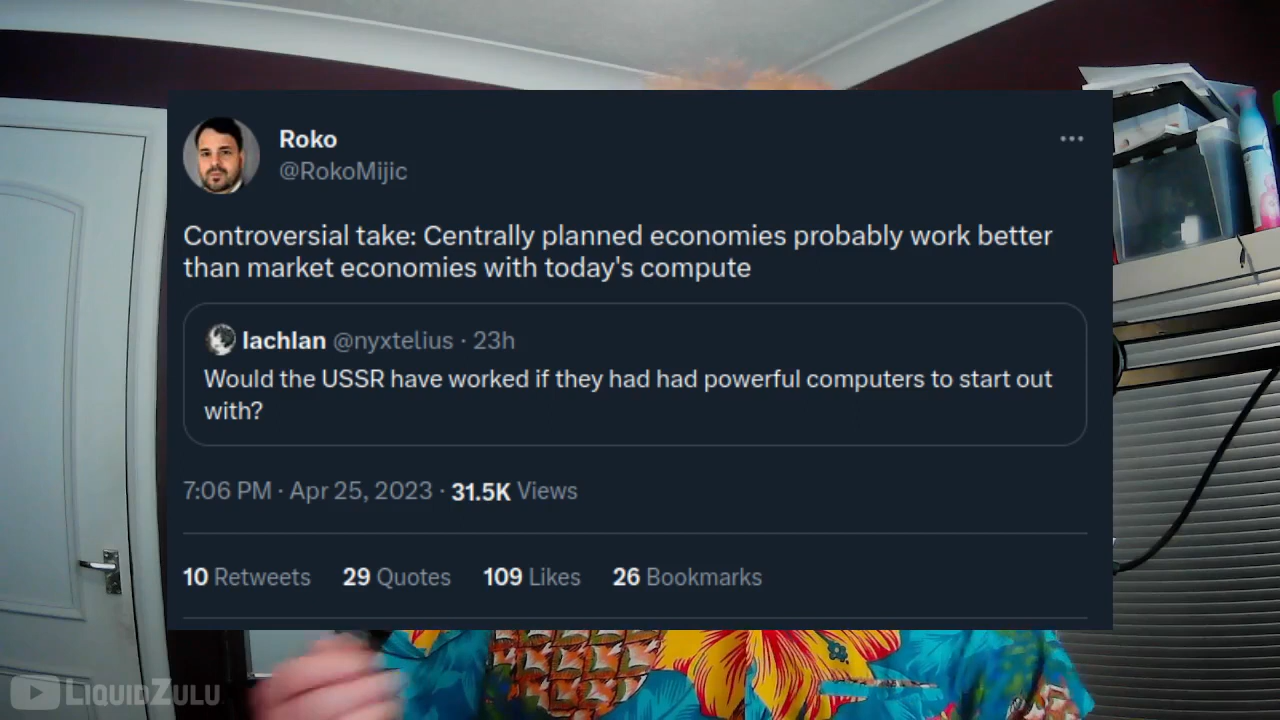 Roko
@RokoMijic
Controversial take: Centrally planned economies probably work better
than market economies with today's compute
lachlan @nyxtelius · 23h
Would the USSR have worked if they had had powerful computers to start out
with?
7:06 PM · Apr 25, 2023 · 31.5K Views
10 Retweets 29 Quotes 109 Likes 26 Bookmarks
LIQUIDZULU